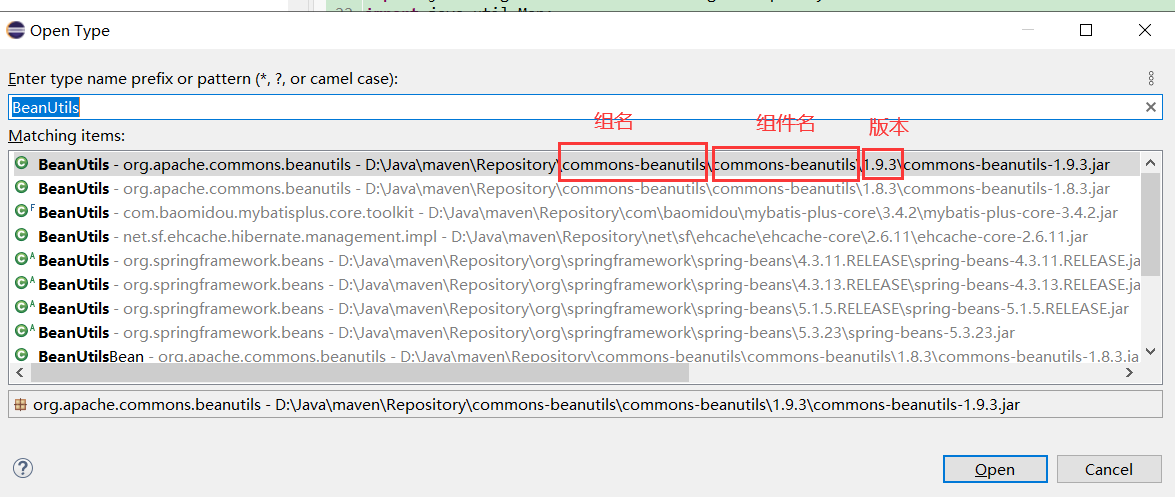 import java.util.Map;
Open Type
Enter type name prefix or pattern (*, ?, or camel case):
BeanUtils
组名 组件名 版本
Matching items:
BeanUtils - org.apache.commons.beanutils - D:\Java\maven\Repository\commons-beanutils\commons-beanutils\1.9.3\commons-beanutils-1.9.3.jar
BeanUtils - org.apache.commons.beanutils - D:\Java\maven\Repository\commons-beanutils\commons-beanutils\1.8.3\commons-beanutils-1.8.3.jar
F BeanUtils - com.baomidou.mybatisplus.core.toolkit - D:\Java\maven\Repository\com\baomidou\mybatis-plus-core\3.4.2\mybatis-plus-core-3.4.2.jar
BeanUtils - net.sf.ehcache.hibernate.management.impl - D:\Java\maven\Repository\net\sf\ehcache\ehcache-core\2.6.11\ehcache-core-2.6.11.jar
A BeanUtils - org.springframework.beans - D:\Java\maven\Repository\org\springframework\spring-beans\4.3.11.RELEASE\spring-beans-4.3.11.RELEASE.ja
A BeanUtils - org.springframework.beans - D:\Java\maven\Repository\org\springframework\spring-beans\4.3.13.RELEASE\spring-beans-4.3.13.RELEASE.ja
A BeanUtils - org.springframework.beans - D:\Java\maven\Repository\org\springframework\spring-beans\5.1.5.RELEASE\spring-beans-5.1.5.RELEASE.jar
A BeanUtils - org.springframework.beans - D:\Java\maven\Repository\org\springframework\spring-beans\5.3.23\spring-beans-5.3.23.jar
BeanUtilsBean - org.apache.commons.beanutils - D:\Java\maven\Repository\commons-beanutils\commons-beanutils\1.8.3\commons-beanutils-1.8.3.ja
org.apache.commons.beanutils - D:\Java\maven\Repository\commons-beanutils\commons-beanutils\1.9.3\commons-beanutils-1.9.3.jar
Open Cancel